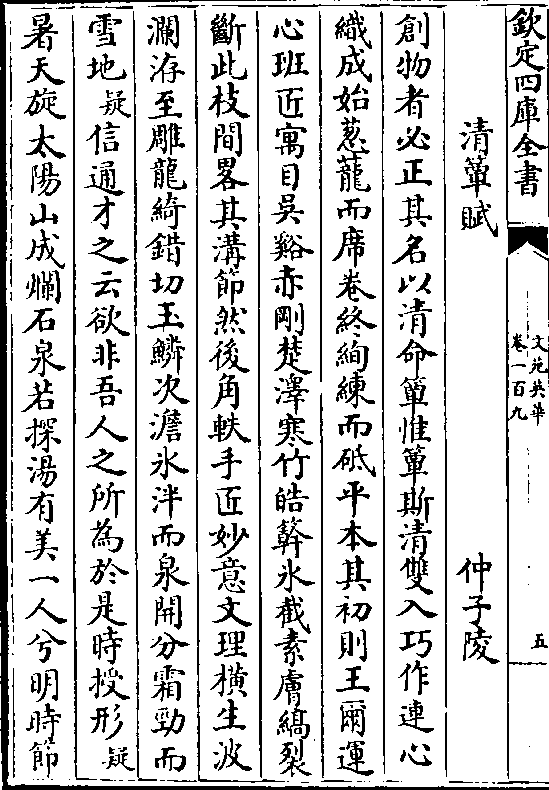 欽定四庫全書
文苑英華
卷一百九
五
清簟賦
仲子陵
創物者必正其名以清命簟惟簟斯清雙入巧作連心
織成始蔥蘢而席卷終絢練而砥平本其初則王爾運
心班匠寓目吳谿赤剛楚澤寒竹皓簳氷截素膚縞裂
斷此枝間畧其溝節然後角軼手匠妙意文理橫生波
瀾洊至雕龍綺錯切玉鱗次澹氷泮而泉開分霜勁而
雪地疑信通才之云欲非吾人之所為於是時授形疑
暑天旋太陽山成爛石泉若探湯有美一人兮明時節